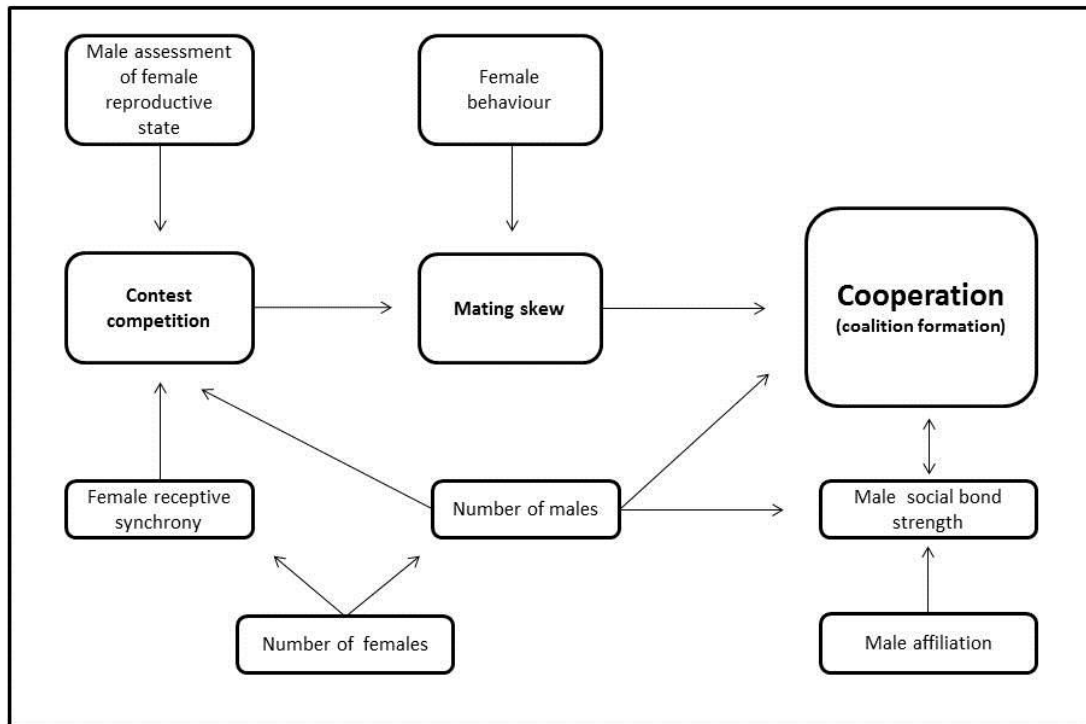 Male assessment
of female
reproductive
state
Female
behaviour
Contest
competition
Mating skew
Cooperation
(coalition formation)
Female receptive
synchrony
Number of males
Male social bond
strength
Number of females
Male affiliation